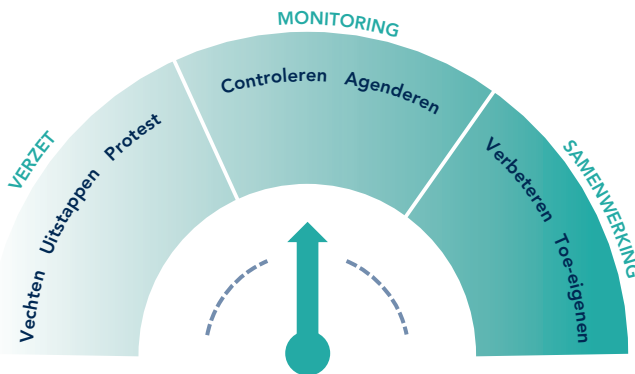 MONITORING
VERZET
SAMENWERKING
Vechten Uitstappen Protest
Controleren Agenderen
Verbeteren Toe-eigenen